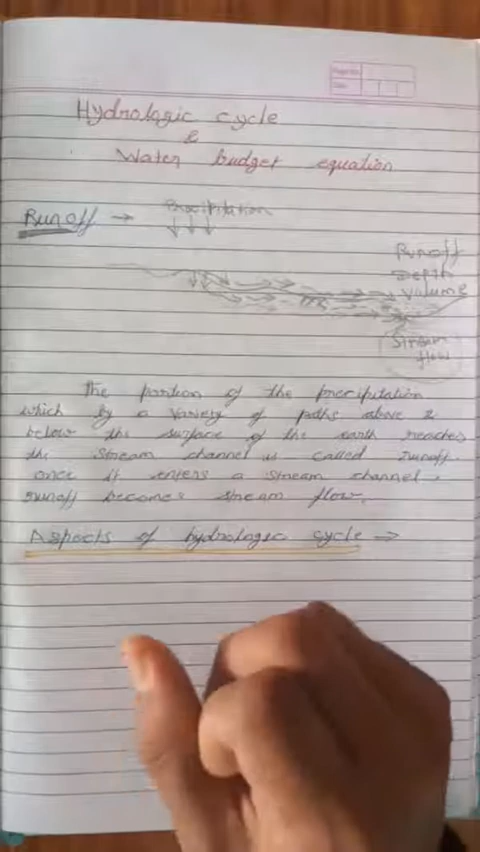 Hydrologic cycle
&
Water budget equation
Runoff → Precipitation
Runoff
Depth
Volume
Stream
flow
The portion of the precipitation
which by a variety of paths above &
below the surface of the earth reaches
the stream channel is called runoff.
once it enters a stream channel,
runoff becomes stream flow.
Aspects of hydrologic cycle →